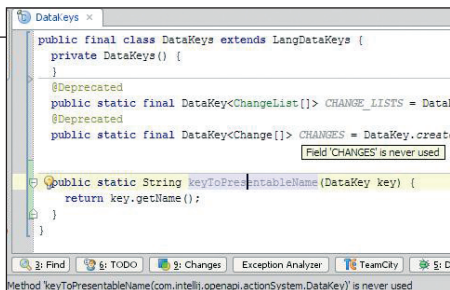 DataKeys ×
public final class DataKeys extends LangDataKeys {
private DataKeys() {
}
@Deprecated
public static final DataKey<ChangeList[]> CHANGE_LISTS = DataK
@Deprecated
public static final DataKey<Change[]> CHANGES = DataKey.create
Field 'CHANGES' is never used
public static String keyToPresentableName(DataKey key) {
return key.getName();
}
}
3: Find 6: TODO 9: Changes Exception Analyzer TeamCity 5: D
Method 'keyToPresentableName(com.intellij.openapi.actionSystem.DataKey)' is never used